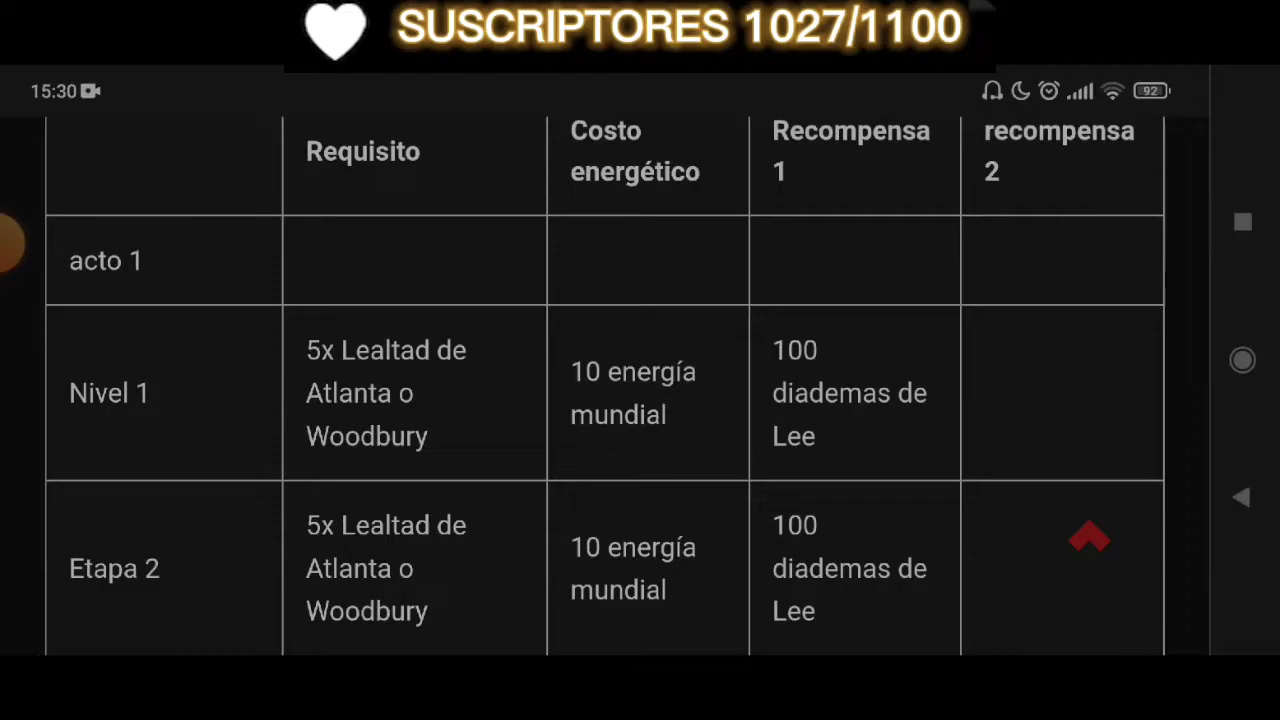 SUSCRIPTORES 1027/1100
15:30
92
Requisito
Costo
energético
Recompensa
1
recompensa
2
acto 1
Nivel 1
5x Lealtad de
Atlanta o
Woodbury
10 energía
mundial
100
diademas de
Lee
Etapa 2
5x Lealtad de
Atlanta o
Woodbury
10 energía
mundial
100
diademas de
Lee